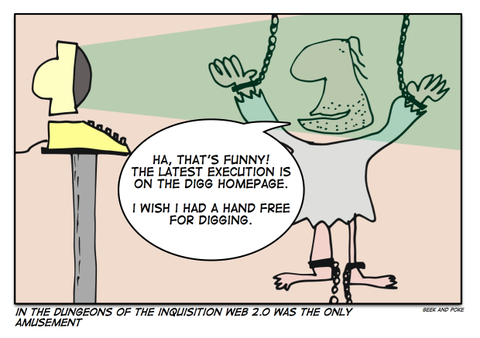 HA, THAT'S FUNNY!
THE LATEST EXECUTION IS
ON THE DIGG HOMEPAGE.
I WISH I HAD A HAND FREE
FOR DIGGING.
IN THE DUNGEONS OF THE INQUISITION WEB 2.0 WAS THE ONLY
AMUSEMENT
GEEK AND POKE